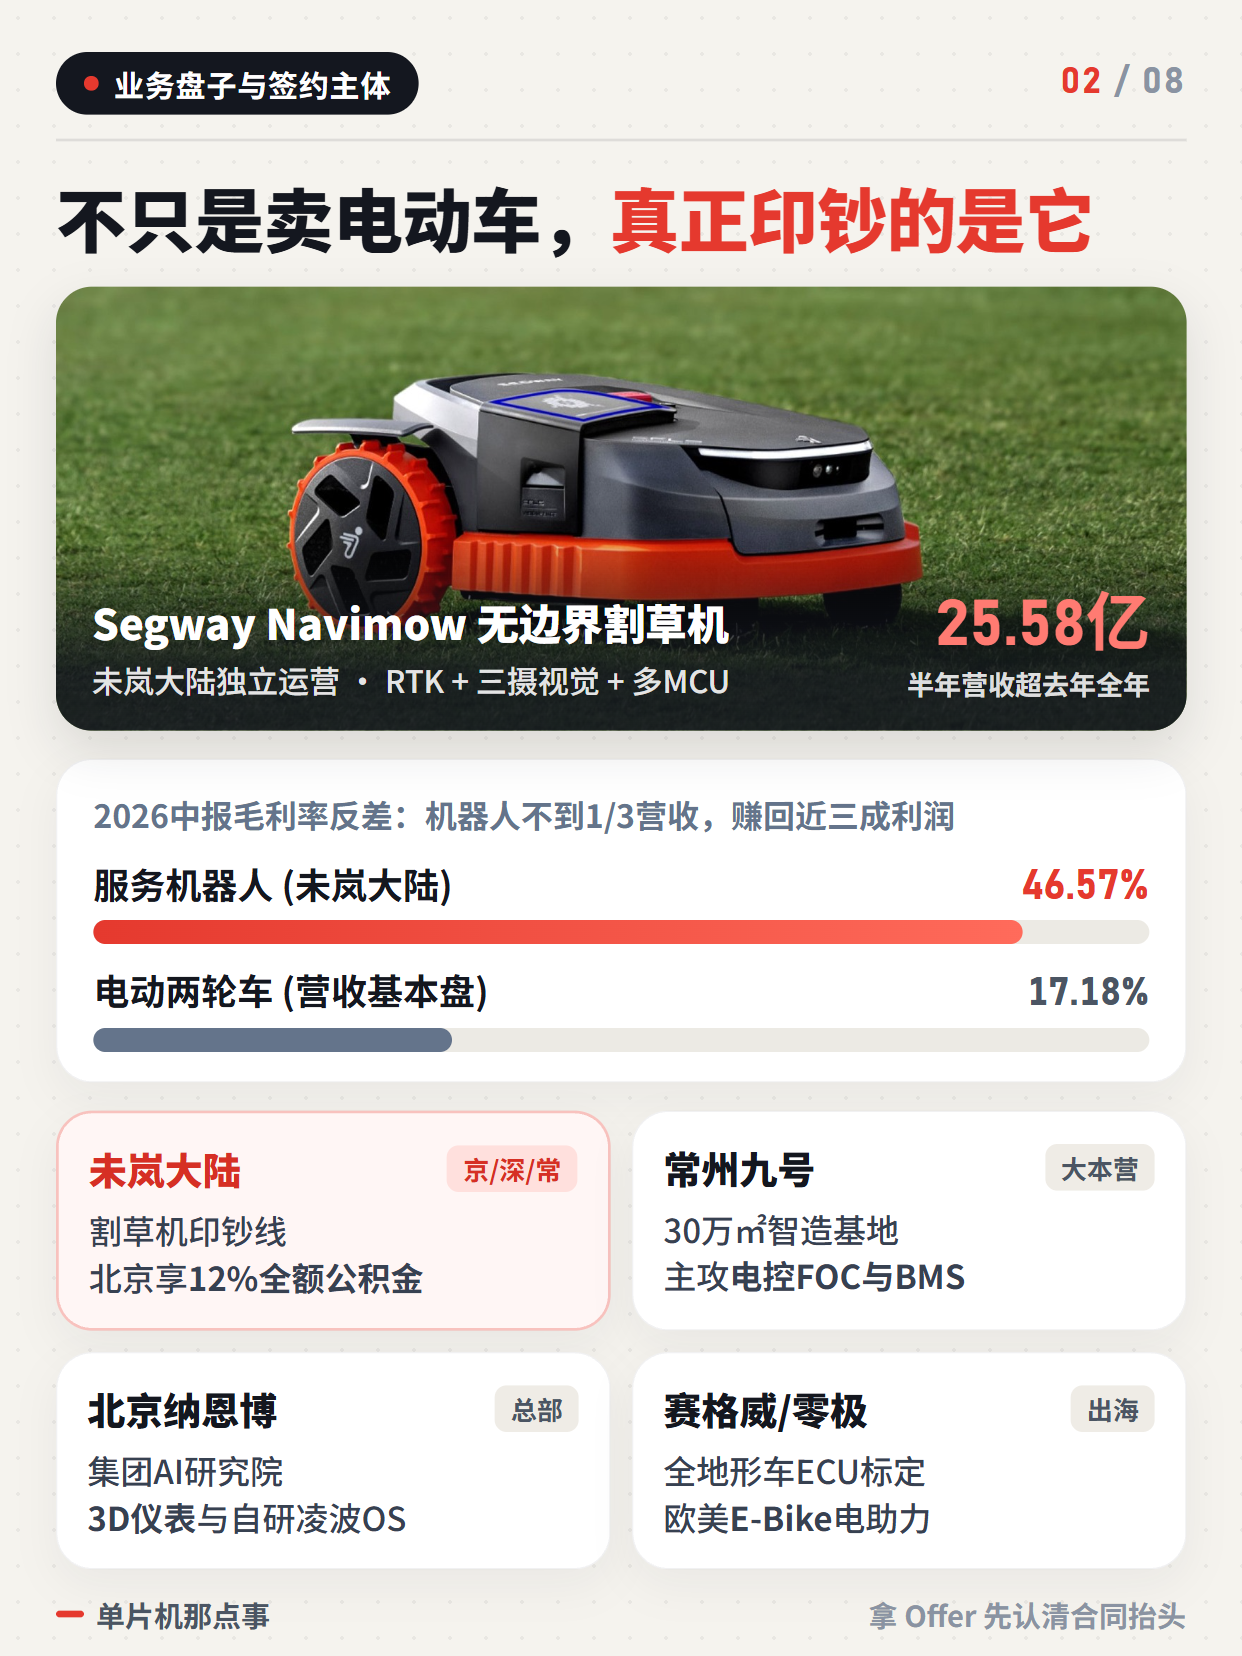 业务盘子与签约主体
02 / 08
不只是卖电动车，真正印钞的是它
Segway Navimow 无边界割草机
25.58亿
未岚大陆独立运营 · RTK + 三摄视觉 + 多MCU
半年营收超去年全年
2026中报毛利率反差：机器人不到1/3营收，赚回近三成利润
服务机器人 (未岚大陆)
46.57%
电动两轮车 (营收基本盘)
17.18%
未岚大陆
京/深/常
割草机印钞线
北京享12%全额公积金
常州九号
大本营
30万㎡智造基地
主攻电控FOC与BMS
北京纳恩博
总部
集团AI研究院
3D仪表与自研凌波OS
赛格威/零极
出海
全地形车ECU标定
欧美E-Bike电助力
单片机那点事
拿 Offer 先认清合同抬头